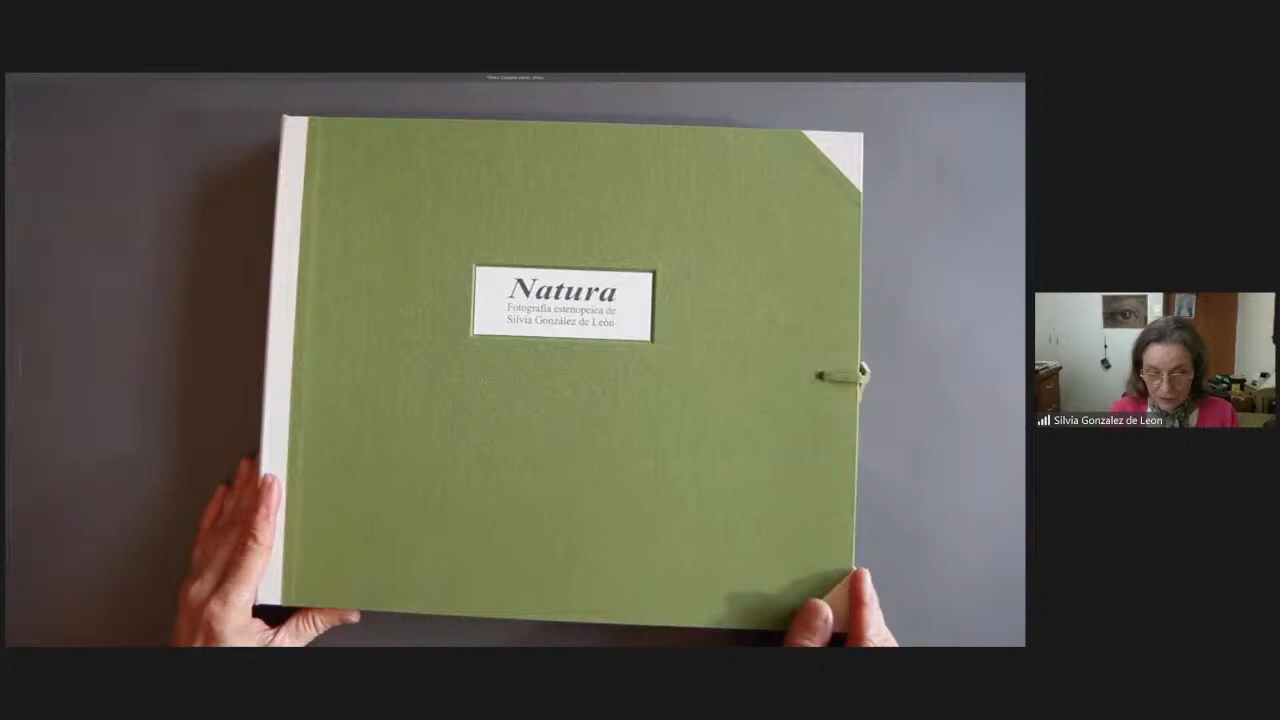 Natura
Fotografía estenopeica de
Silvia González de León
Silvia Gonzalez de Leon